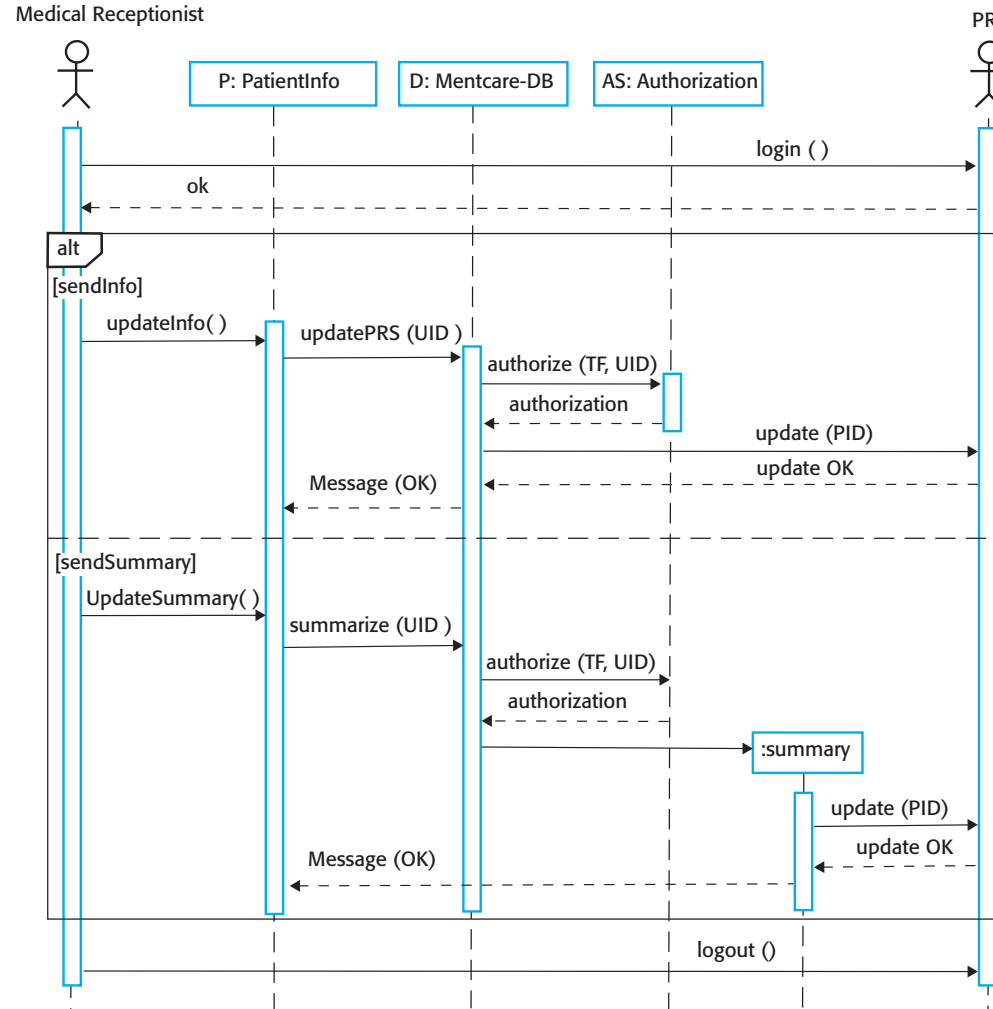 Medical Receptionist
PR
P: PatientInfo
D: Mentcare-DB
AS: Authorization
login ( )
ok
alt
[sendInfo]
updateInfo( )
updatePRS (UID )
authorize (TF, UID)
authorization
update (PID)
update OK
Message (OK)
[sendSummary]
UpdateSummary( )
summarize (UID )
authorize (TF, UID)
authorization
:summary
update (PID)
update OK
Message (OK)
logout ()